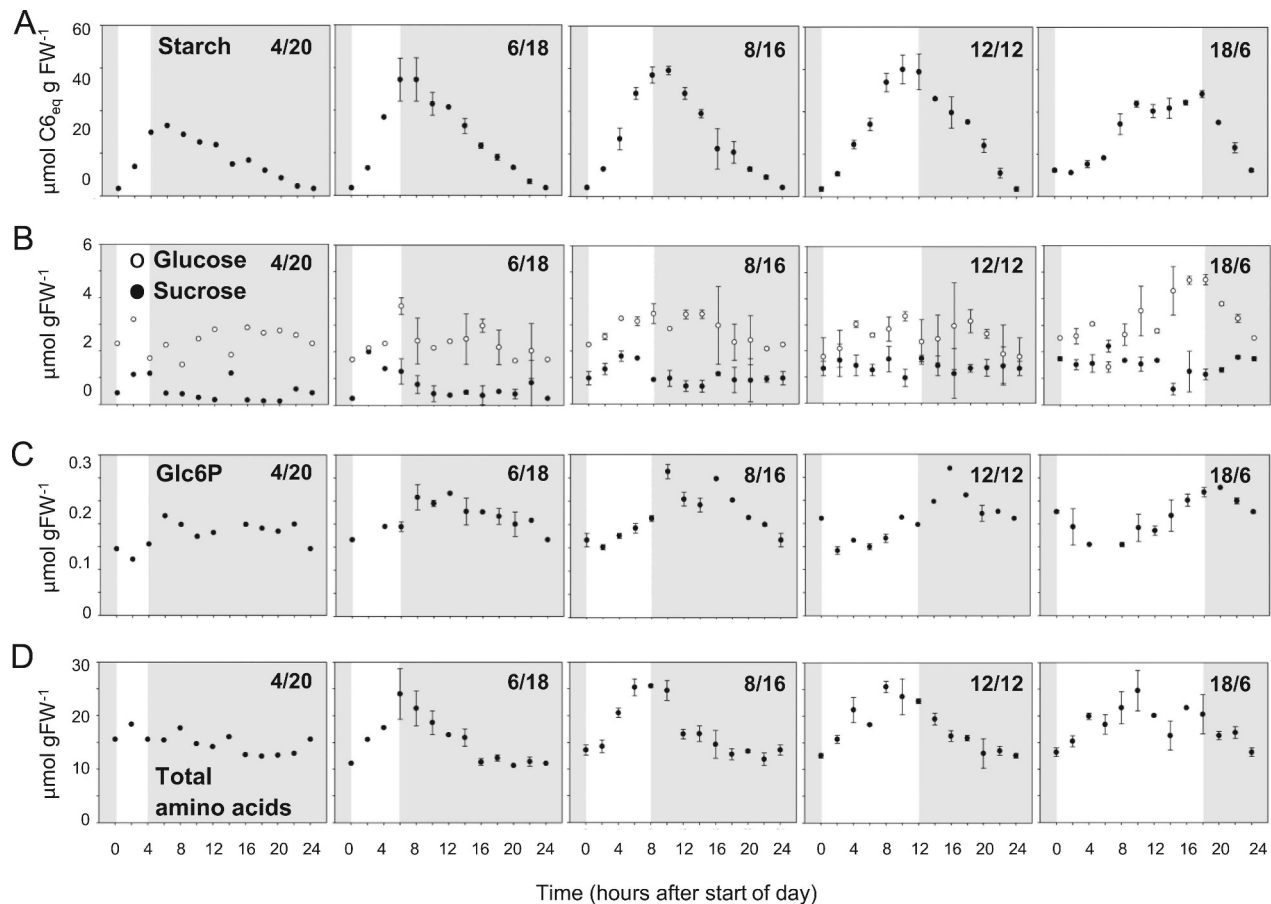 A
µmol C6eq g FW-1
60
40
20
0
Starch 4/20
6/18
8/16
12/12
18/6
B
µmol gFW-1
6
4
2
0
Glucose 4/20
Sucrose
6/18
8/16
12/12
18/6
C
µmol gFW-1
0.3
0.2
0.1
0
Glc6P 4/20
6/18
8/16
12/12
18/6
D
µmol gFW-1
30
20
10
0
4/20
Total
amino acids
6/18
8/16
12/12
18/6
0 4 8 12 16 20 24
0 4 8 12 16 20 24
0 4 8 12 16 20 24
0 4 8 12 16 20 24
0 4 8 12 16 20 24
Time (hours after start of day)